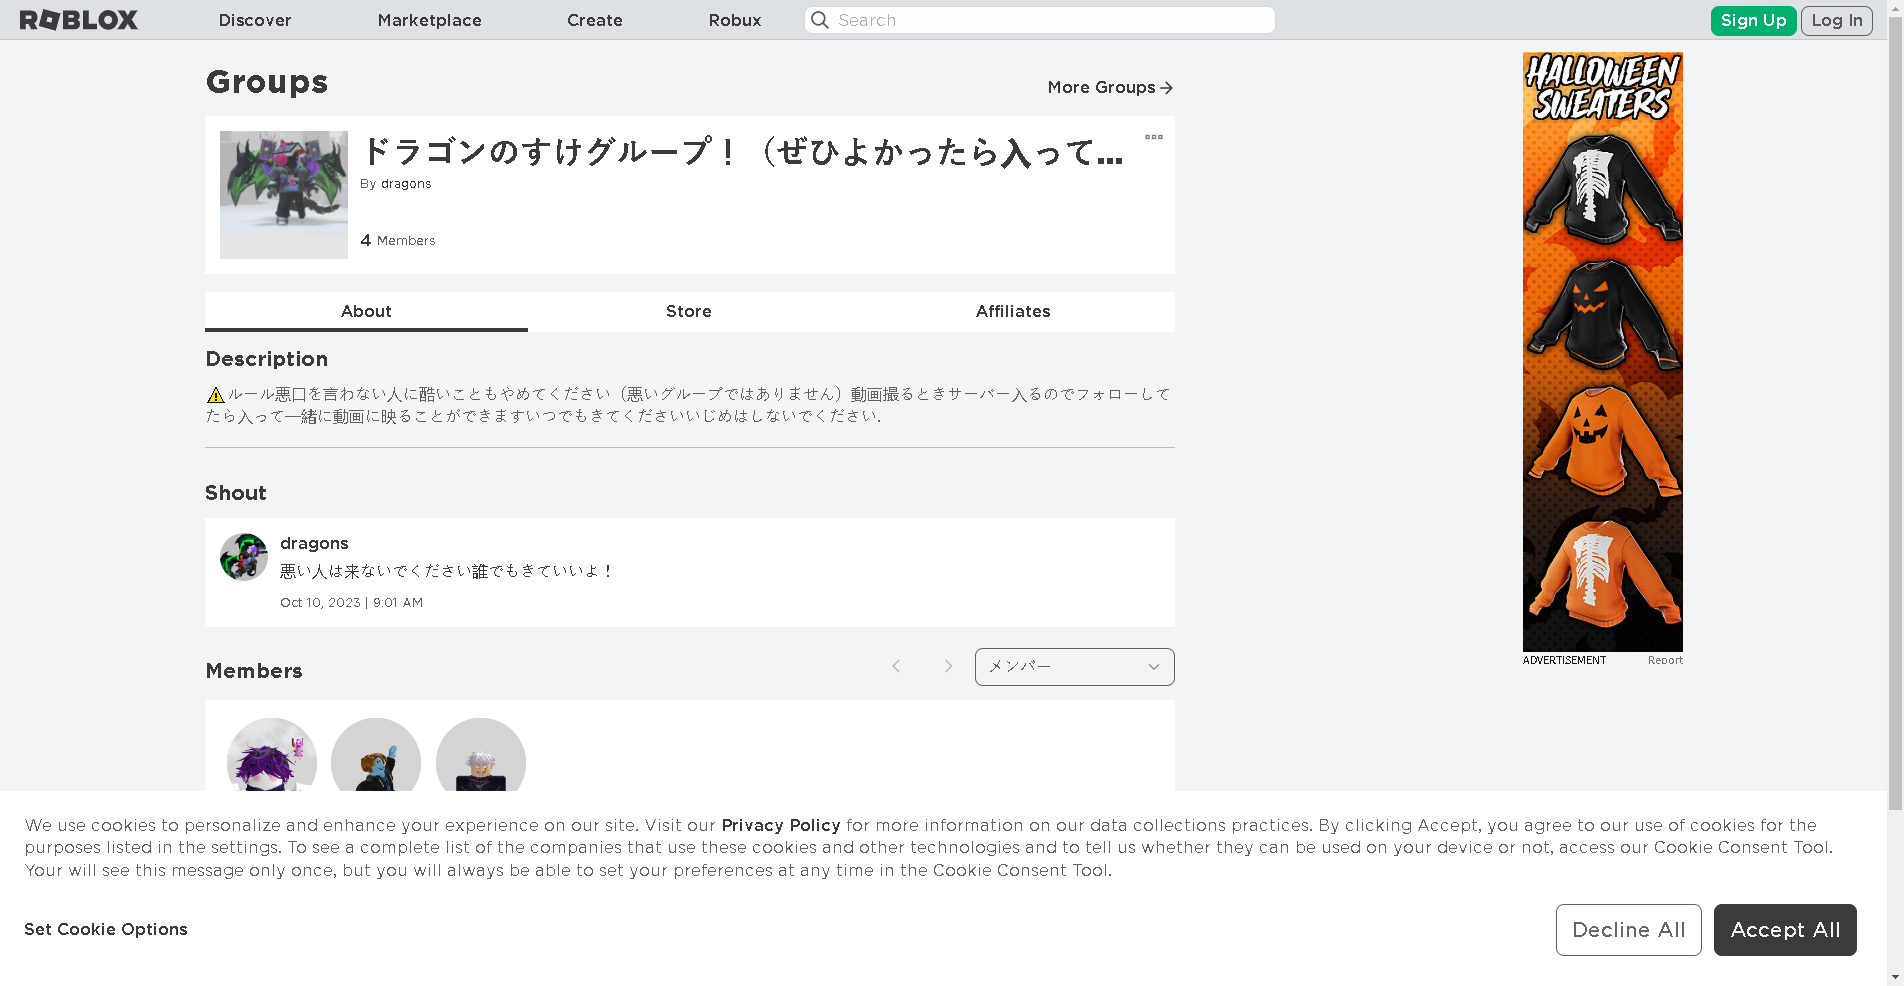 ROBLOX
Discover
Marketplace
Create
Robux
Search
Sign Up
Log In
Groups
More Groups
ドラゴンのすけグループ！（ぜひよかったら入って...
By dragons
4 Members
About
Store
Affiliates
Description
⚠ルール悪口を言わない人に酷いこともやめてください（悪いグループではありません）動画撮るときサーバー入るのでフォローして
たら入って一緒に動画に映ることができますいつでもきてくださいいじめはしないでください.
Shout
dragons
悪い人は来ないでください誰でもきていいよ！
Oct 10, 2023 | 9:01 AM
Members
メンバー
HALLOWEEN
SWEATERS
ADVERTISEMENT
Report
We use cookies to personalize and enhance your experience on our site. Visit our Privacy Policy for more information on our data collections practices. By clicking Accept, you agree to our use of cookies for the
purposes listed in the settings. To see a complete list of the companies that use these cookies and other technologies and to tell us whether they can be used on your device or not, access our Cookie Consent Tool.
Your will see this message only once, but you will always be able to set your preferences at any time in the Cookie Consent Tool.
Set Cookie Options
Decline All
Accept All